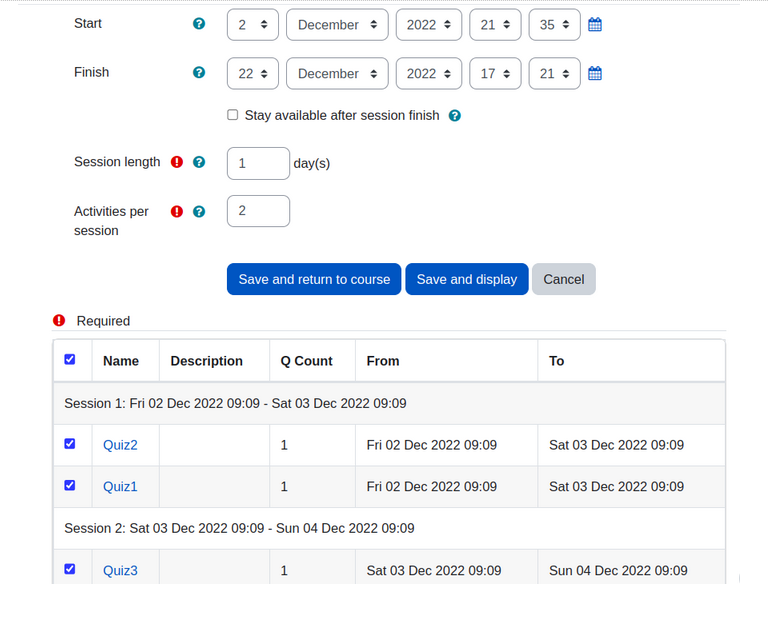 Start ? 2 December 2022 21 35
Finish ? 22 December 2022 17 21
Stay available after session finish ?
Session length ! ? 1 day(s)
Activities per session ! ? 2
Save and return to course Save and display Cancel
! Required
Name Description Q Count From To
Session 1: Fri 02 Dec 2022 09:09 - Sat 03 Dec 2022 09:09
Quiz2 1 Fri 02 Dec 2022 09:09 Sat 03 Dec 2022 09:09
Quiz1 1 Fri 02 Dec 2022 09:09 Sat 03 Dec 2022 09:09
Session 2: Sat 03 Dec 2022 09:09 - Sun 04 Dec 2022 09:09
Quiz3 1 Sat 03 Dec 2022 09:09 Sun 04 Dec 2022 09:09